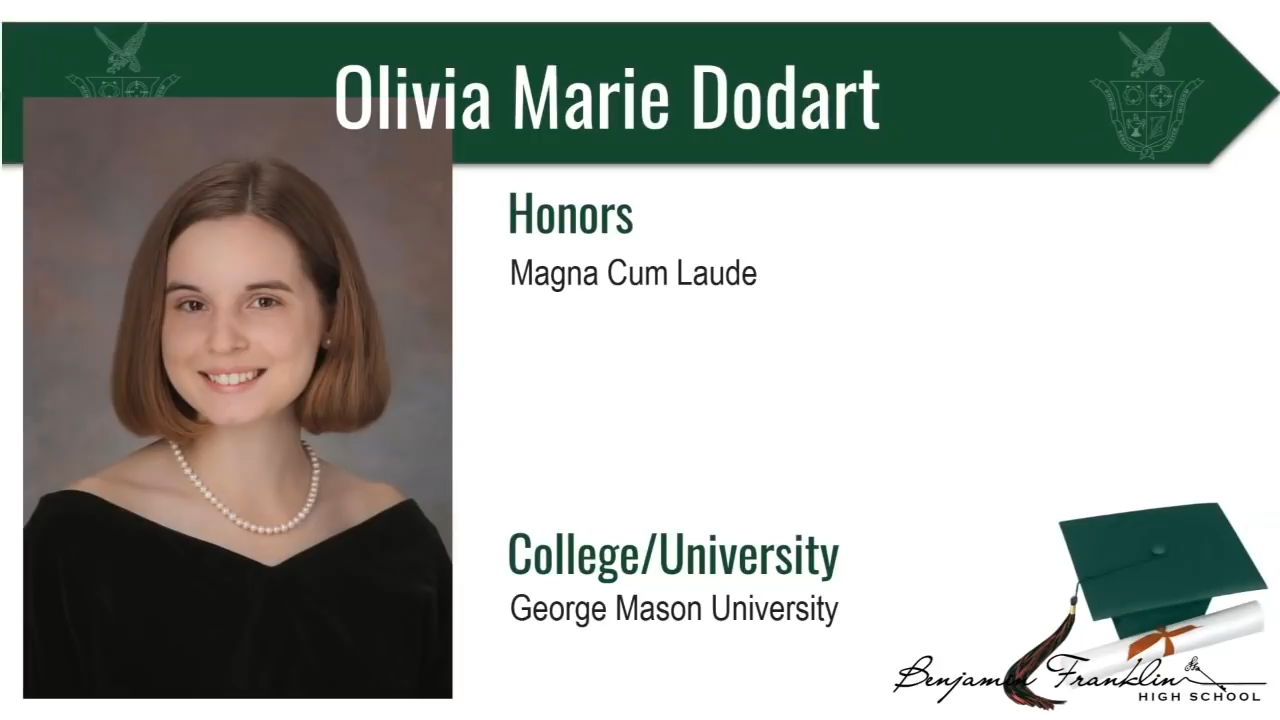 Olivia Marie Dodart
Honors
Magna Cum Laude
College/University
George Mason University
Benjamin Franklin
HIGH SCHOOL